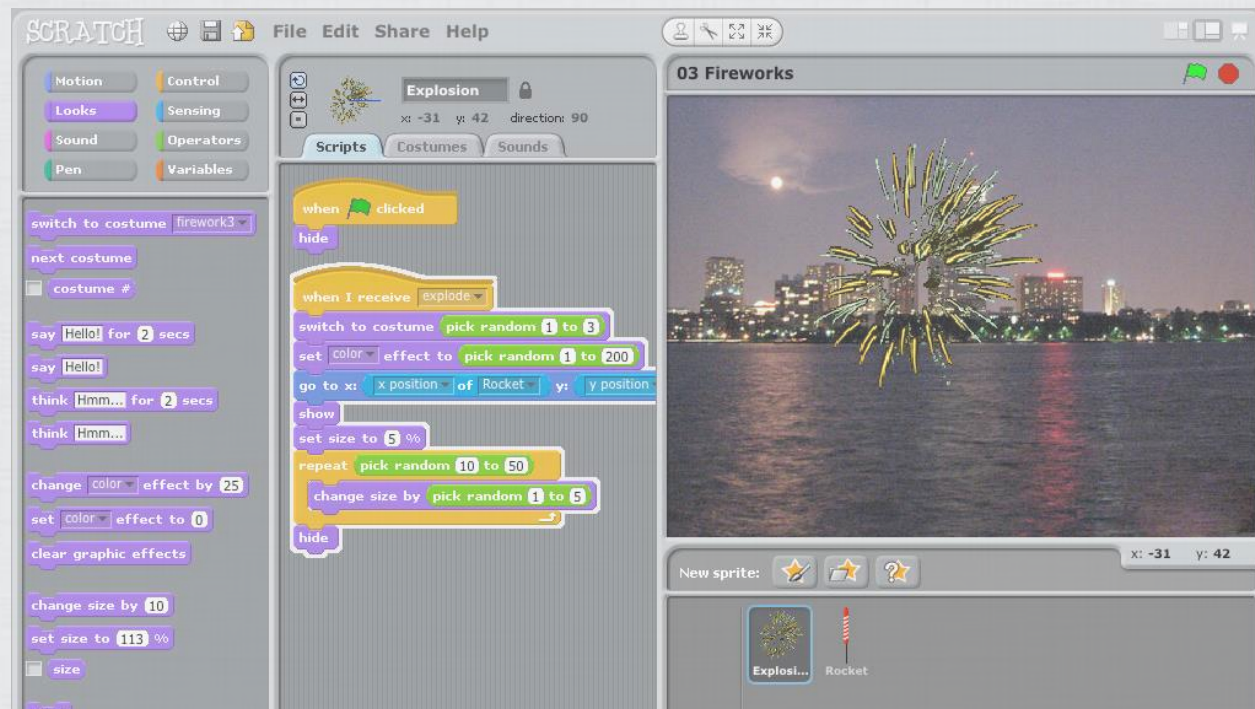 SCRATCH File Edit Share Help
Motion Control
Looks Sensing
Sound Operators
Pen Variables
switch to costume firework3
next costume
costume #
say Hello! for 2 secs
say Hello!
think Hmm... for 2 secs
think Hmm...
change color effect by 25
set color effect to 0
clear graphic effects
change size by 10
set size to 113 %
size
Explosion
x: -31 y: 42 direction: 90
Scripts Costumes Sounds
when clicked
hide
when I receive explode
switch to costume pick random 1 to 3
set color effect to pick random 1 to 200
go to x: x position of Rocket y: y position
show
set size to 5 %
repeat pick random 10 to 50
change size by pick random 1 to 5
hide
03 Fireworks
x: -31 y: 42
New sprite:
Explosi... Rocket